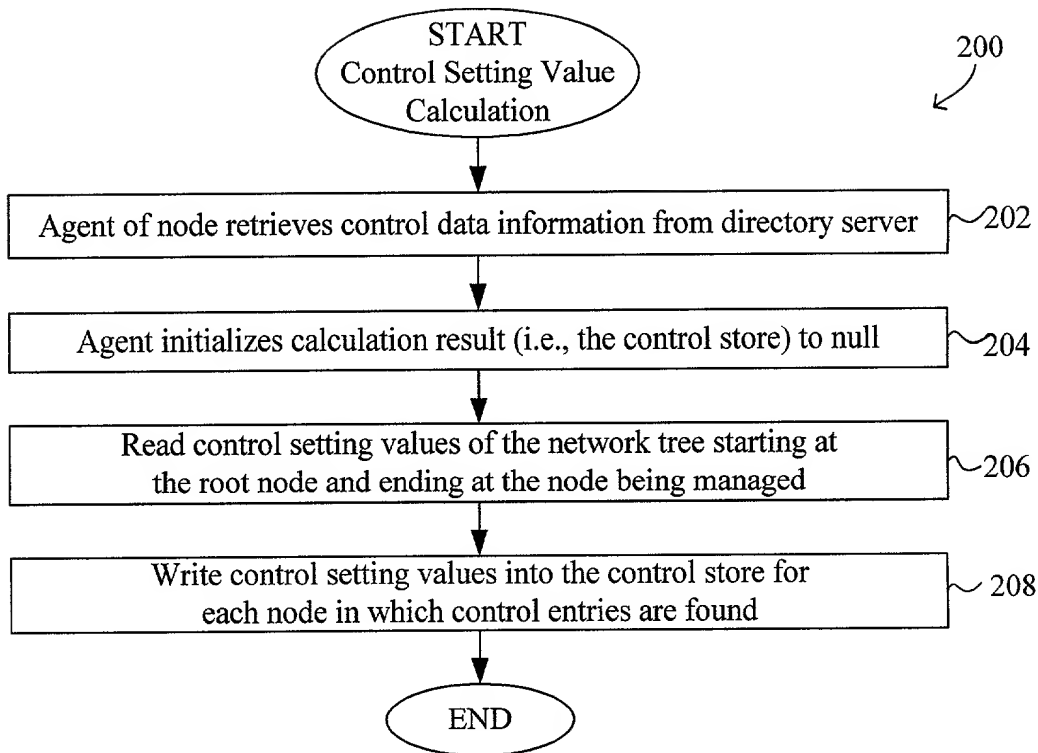 START
Control Setting Value
Calculation
200
Agent of node retrieves control data information from directory server
202
Agent initializes calculation result (i.e., the control store) to null
204
Read control setting values of the network tree starting at
the root node and ending at the node being managed
206
Write control setting values into the control store for
each node in which control entries are found
208
END